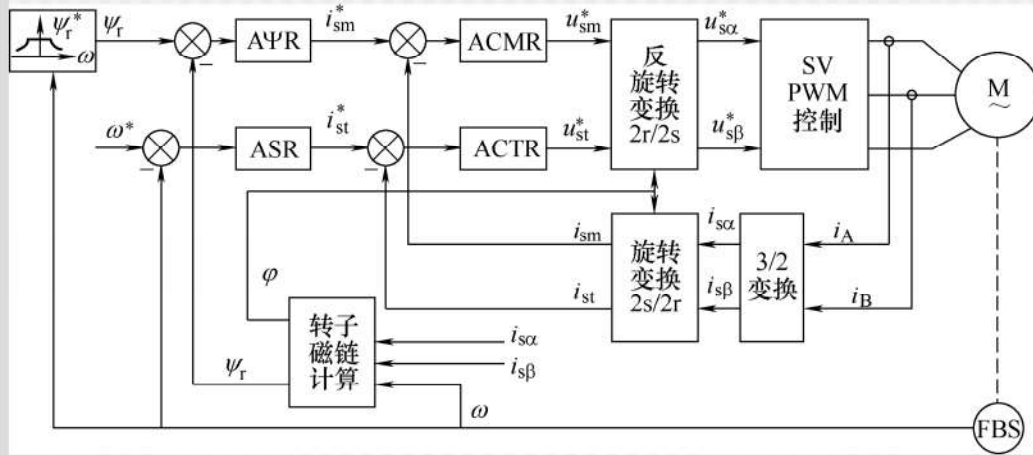 ψ*r
ω
ψr
AΨR
i*sm
ACMR
u*sm
反
旋转
变换
2r/2s
u*sα
SV
PWM
控制
M
~
ω*
ASR
i*st
ACTR
u*st
u*sβ
φ
ism
旋转
变换
2s/2r
isα
3/2
变换
iA
ist
isβ
iB
转子
磁链
计算
isα
isβ
ψr
ω
FBS